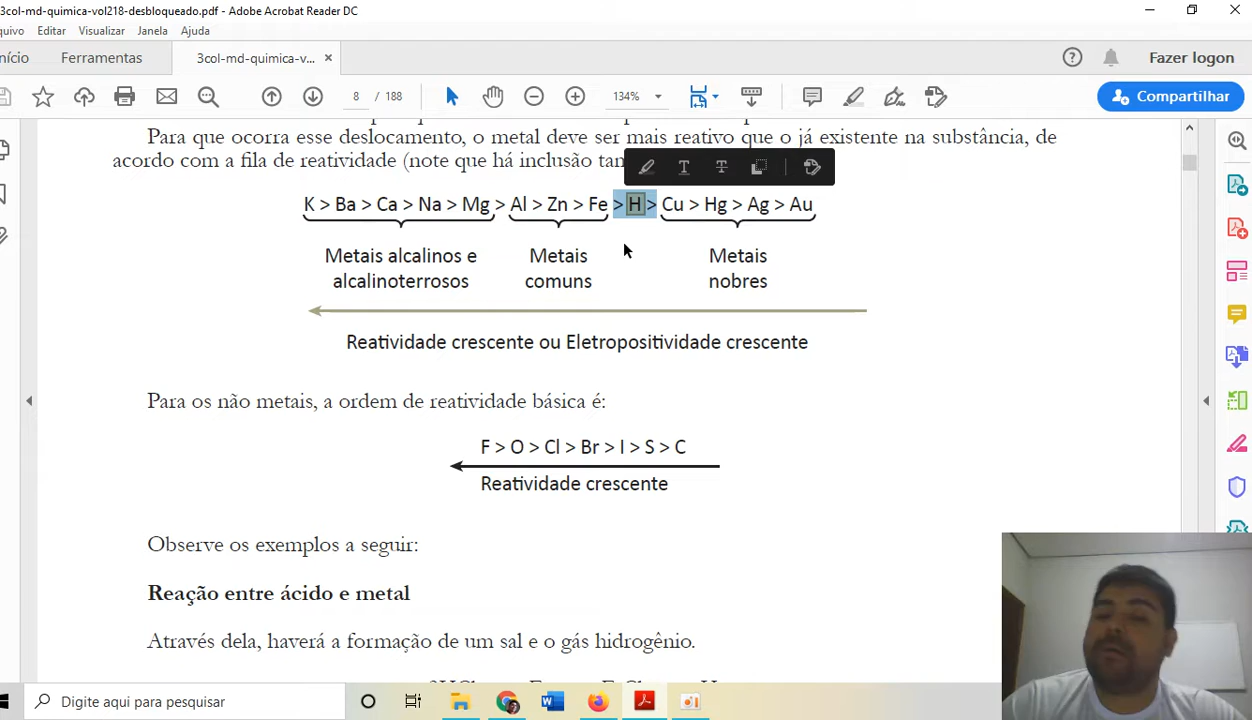 3col-md-quimica-vol218-desbloqueado.pdf - Adobe Acrobat Reader DC
Editar Visualizar Janela Ajuda
Ferramentas 3col-md-quimica-v... × Fazer logon
8 / 188 134% Compartilhar
Para que ocorra esse deslocamento, o metal deve ser mais reativo que o já existente na substância, de
acordo com a fila de reatividade (note que há inclusão
K > Ba > Ca > Na > Mg > Al > Zn > Fe > H > Cu > Hg > Ag > Au
Metais alcalinos e Metais Metais
alcalinoterrosos comuns nobres
Reatividade crescente ou Eletropositividade crescente
Para os não metais, a ordem de reatividade básica é:
F > O > Cl > Br > I > S > C
Reatividade crescente
Observe os exemplos a seguir:
Reação entre ácido e metal
Através dela, haverá a formação de um sal e o gás hidrogênio.
Digite aqui para pesquisar